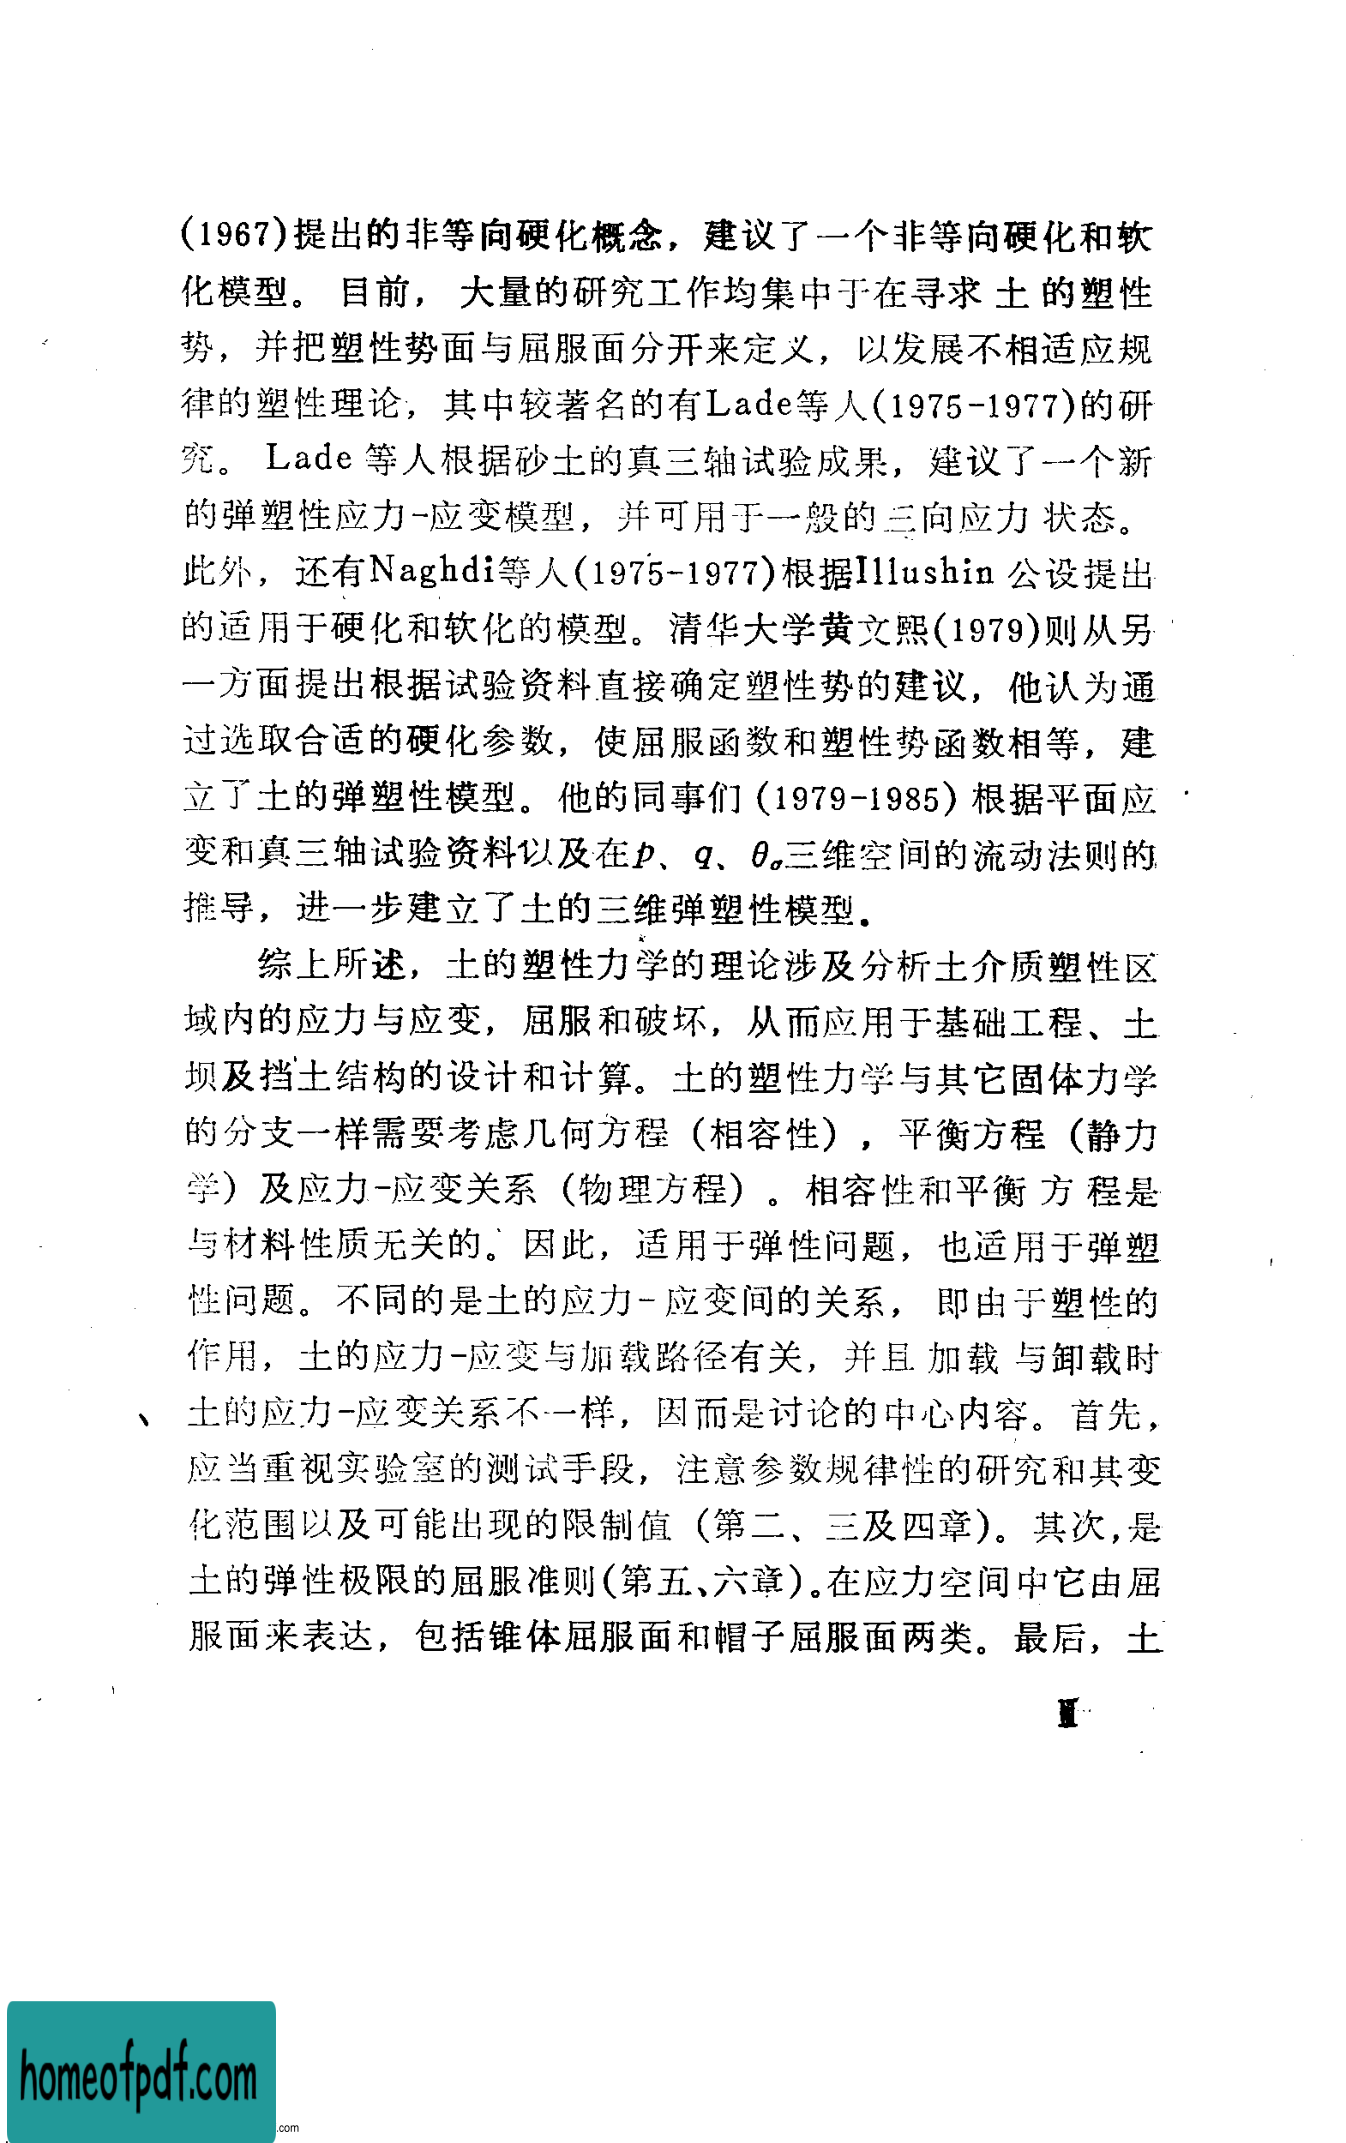 (1967)提出的非等向硬化概念，建议了一个非等向硬化和软
化模型。目前，大量的研究工作均集中于在寻求土的塑性
势，并把塑性势面与屈服面分开来定义，以发展不相适应规
律的塑性理论，其中较著名的有Lade等人(1975-1977)的研
究。Lade等人根据砂土的真三轴试验成果，建议了一个新
的弹塑性应力-应变模型，并可用于一般的三向应力状态。
此外，还有Naghdi等人(1975-1977)根据Illushin公设提出
的适用于硬化和软化的模型。清华大学黄文熙(1979)则从另
一方面提出根据试验资料直接确定塑性势的建议，他认为通
过选取合适的硬化参数，使屈服函数和塑性势函数相等，建
立了土的弹塑性模型。他的同事们(1979-1985)根据平面应
变和真三轴试验资料以及在p、q、θσ三维空间的流动法则的
推导，进一步建立了土的三维弹塑性模型.
综上所述，土的塑性力学的理论涉及分析土介质塑性区
域内的应力与应变，屈服和破坏，从而应用于基础工程、土
坝及挡土结构的设计和计算。土的塑性力学与其它固体力学
的分支一样需要考虑几何方程（相容性），平衡方程（静力
学）及应力-应变关系（物理方程）。相容性和平衡方程是
与材料性质无关的。因此，适用于弹性问题，也适用于弹塑
性问题。不同的是土的应力-应变间的关系，即由于塑性的
作用，土的应力-应变与加载路径有关，并且加载与卸载时
土的应力-应变关系不一样，因而是讨论的中心内容。首先，
应当重视实验室的测试手段，注意参数规律性的研究和其变
化范围以及可能出现的限制值（第二、三及四章）。其次，是
土的弹性极限的屈服准则(第五、六章)。在应力空间中它由屈
服面来表达，包括锥体屈服面和帽子屈服面两类。最后，土
homeofpdf.com
.com